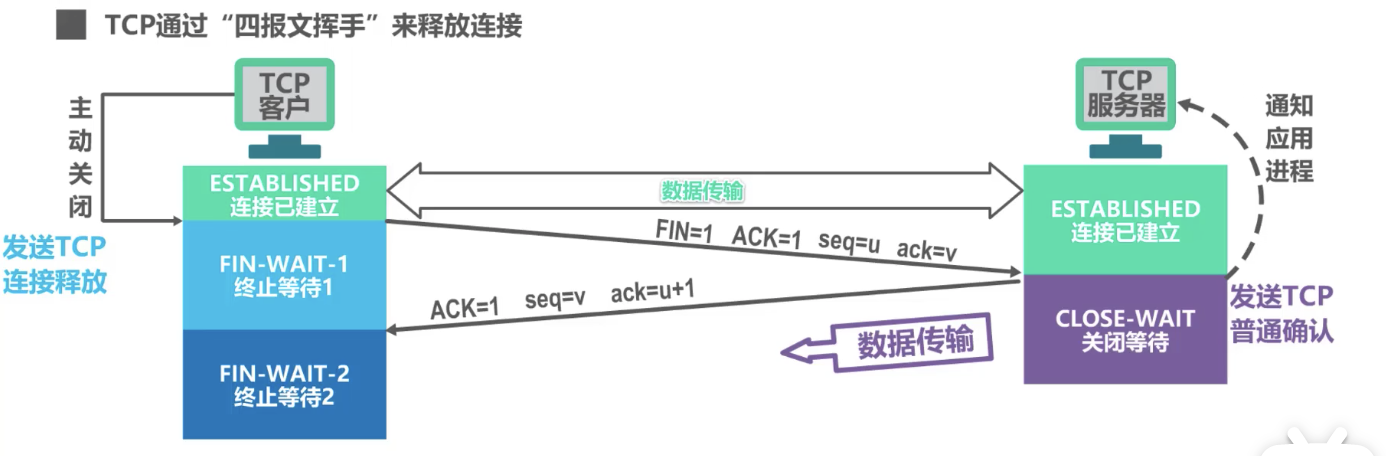 TCP通过“四报文挥手”来释放连接
TCP
客户
TCP
服务器
主动关闭
通知
应用
进程
ESTABLISHED
连接已建立
数据传输
ESTABLISHED
连接已建立
FIN=1 ACK=1 seq=u ack=v
发送TCP
连接释放
FIN-WAIT-1
终止等待1
ACK=1 seq=v ack=u+1
CLOSE-WAIT
关闭等待
发送TCP
普通确认
数据传输
FIN-WAIT-2
终止等待2